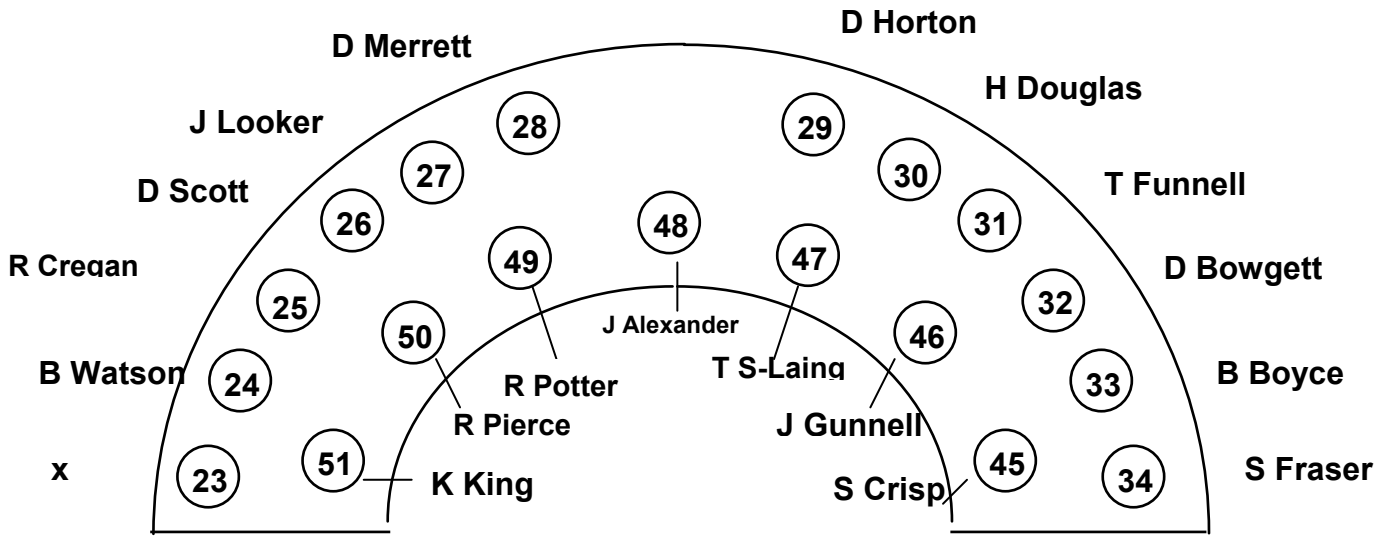 D Horton
D Merrett
H Douglas
J Looker
28
29
27
30
T Funnell
D Scott
26
31
48
49
47
R Cregan
D Bowgett
25
32
J Alexander
50
46
T S-Laing
B Watson
24
R Potter
33
B Boyce
R Pierce
J Gunnell
x
23
51
K King
S Crisp
45
34
S Fraser